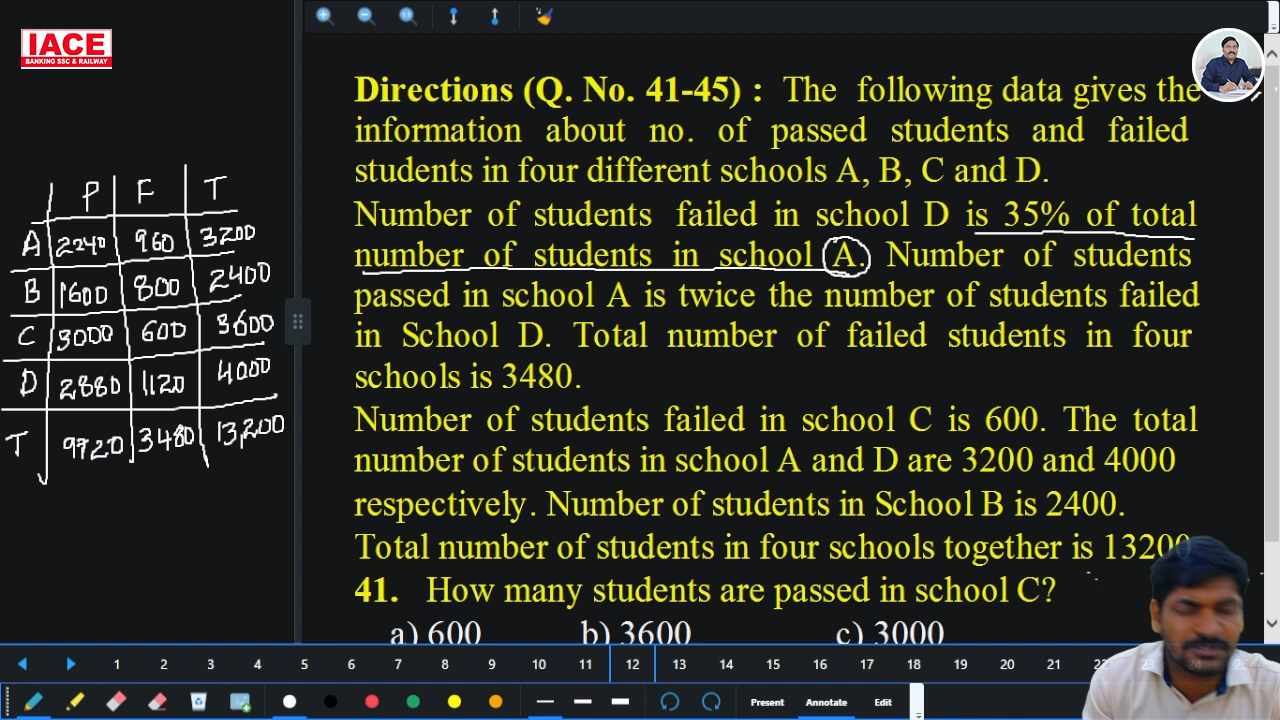 IACE
BANKING SSC & RAILWAY
Directions (Q. No. 41-45) : The following data gives the
information about no. of passed students and failed
students in four different schools A, B, C and D.
Number of students failed in school D is 35% of total
number of students in school A. Number of students
passed in school A is twice the number of students failed
in School D. Total number of failed students in four
schools is 3480.
Number of students failed in school C is 600. The total
number of students in school A and D are 3200 and 4000
respectively. Number of students in School B is 2400.
Total number of students in four schools together is 13200
41. How many students are passed in school C?
a) 600 b) 3600 c) 3000
P F T
A 2240 960 3200
B 1600 800 2400
C 3000 600 3600
D 2880 1120 4000
T 9720 3480 13,200
1 2 3 4 5 6 7 8 9 10 11 12 13 14 15 16 17 18 19 20 21 22 23 24
Present Annotate Edit